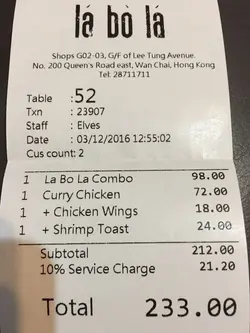 là bò là
Shops G02-03, G/F of Lee Tung Avenue.
No. 200 Queen's Road east, Wan Chai, Hong Kong
Tel: 28711711
Table : 52
Txn : 23907
Staff : Elves
Date : 03/12/2016 12:55:02
Cus count: 2
1 La Bo La Combo 98.00
1 Curry Chicken 72.00
1 + Chicken Wings 18.00
1 + Shrimp Toast 24.00
Subtotal 212.00
10% Service Charge 21.20
Total 233.00